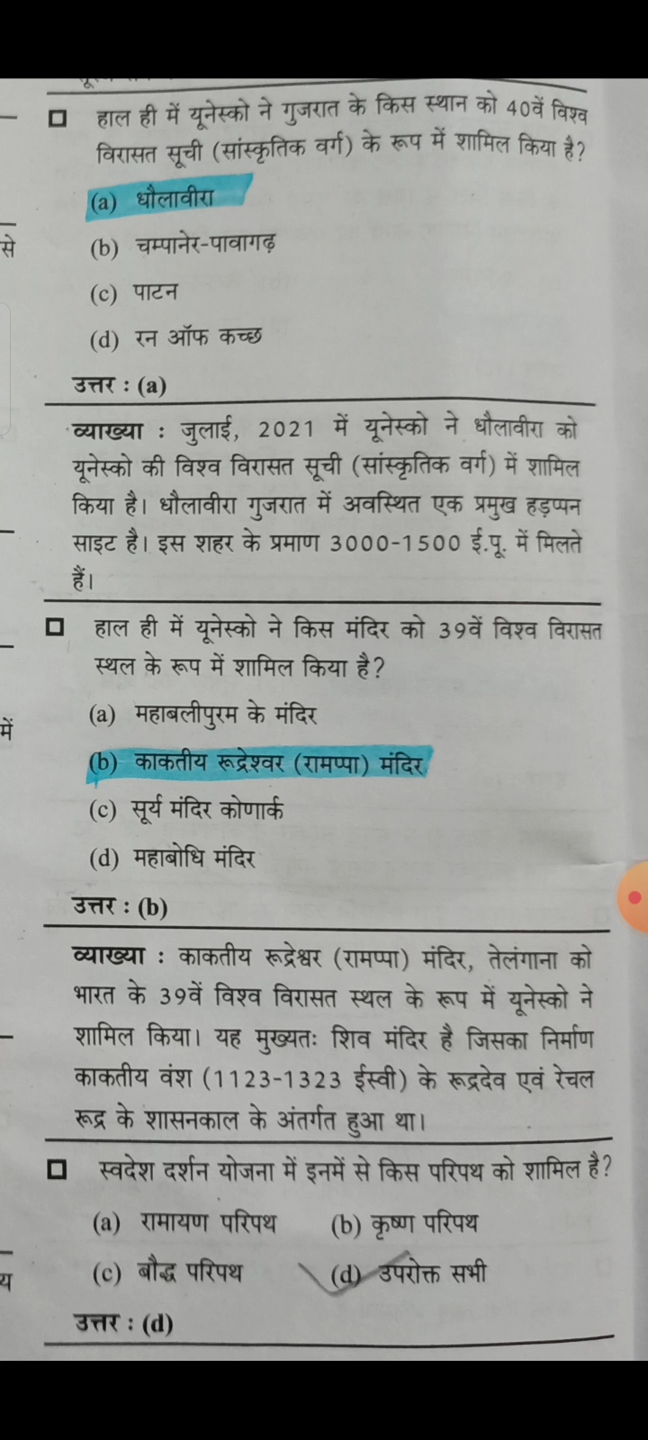 हाल ही में यूनेस्को ने गुजरात के किस स्थान को 40वें विश्व
विरासत सूची (सांस्कृतिक वर्ग) के रूप में शामिल किया है?
(a) धौलावीरा
से
(b) चम्पानेर-पावागढ़
(c) पाटन
(d) रन ऑफ कच्छ
उत्तर : (a)
व्याख्या : जुलाई, 2021 में यूनेस्को ने धौलावीरा को
यूनेस्को की विश्व विरासत सूची (सांस्कृतिक वर्ग) में शामिल
किया है। धौलावीरा गुजरात में अवस्थित एक प्रमुख हड़प्पन
साइट है। इस शहर के प्रमाण 3000-1500 ई.पू. में मिलते
हैं।
हाल ही में यूनेस्को ने किस मंदिर को 39वें विश्व विरासत
स्थल के रूप में शामिल किया है?
(a) महाबलीपुरम के मंदिर
में
(b) काकतीय रूद्रेश्वर (रामप्पा) मंदिर
(c) सूर्य मंदिर कोणार्क
(d) महाबोधि मंदिर
उत्तर : (b)
व्याख्या : काकतीय रूद्रेश्वर (रामप्पा) मंदिर, तेलंगाना को
भारत के 39वें विश्व विरासत स्थल के रूप में यूनेस्को ने
शामिल किया। यह मुख्यतः शिव मंदिर है जिसका निर्माण
काकतीय वंश (1123-1323 ईस्वी) के रूद्रदेव एवं रेचल
रूद्र के शासनकाल के अंतर्गत हुआ था।
स्वदेश दर्शन योजना में इनमें से किस परिपथ को शामिल है?
(a) रामायण परिपथ (b) कृष्ण परिपथ
(c) बौद्ध परिपथ (d) उपरोक्त सभी
य
उत्तर : (d)